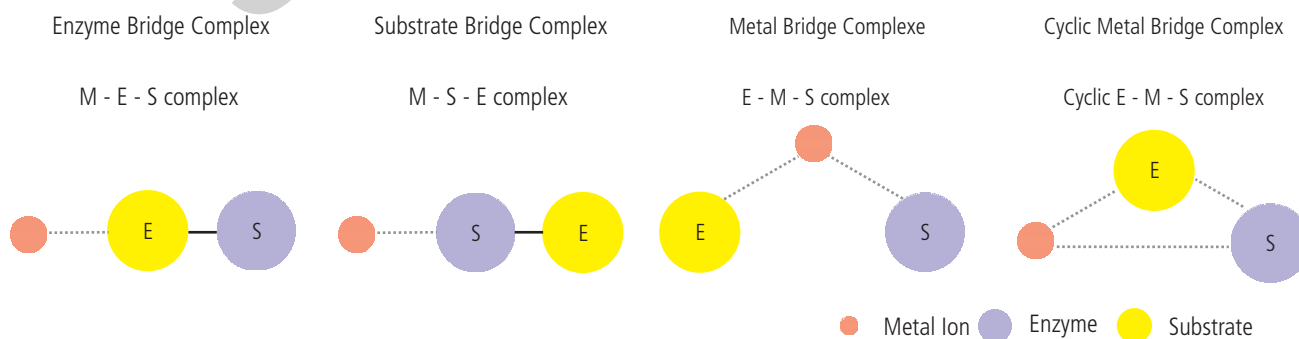 Enzyme Bridge Complex
Substrate Bridge Complex
Metal Bridge Complexe
Cyclic Metal Bridge Complex
M - E - S complex
M - S - E complex
E - M - S complex
Cyclic E - M - S complex
E S
S E
E S
E
S
Metal Ion Enzyme Substrate